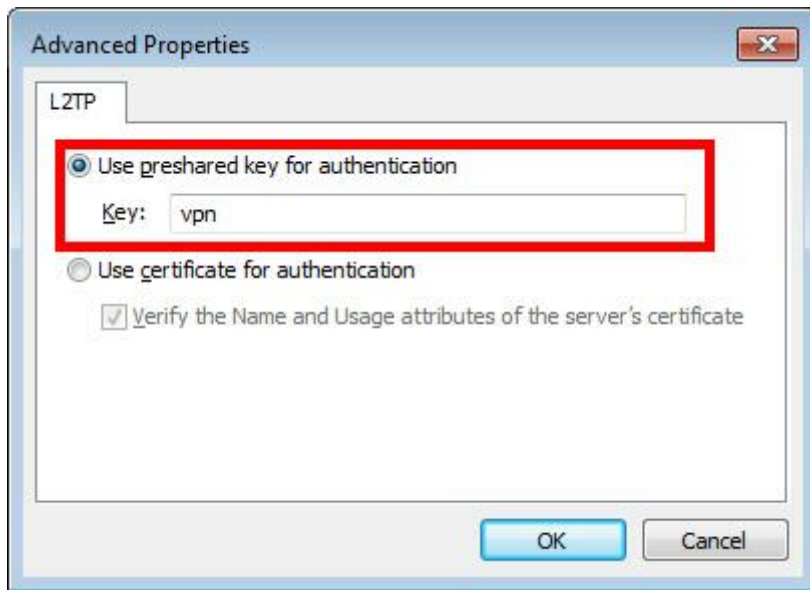 Advanced Properties
L2TP
Use preshared key for authentication
Key: vpn
Use certificate for authentication
Verify the Name and Usage attributes of the server's certificate
OK Cancel